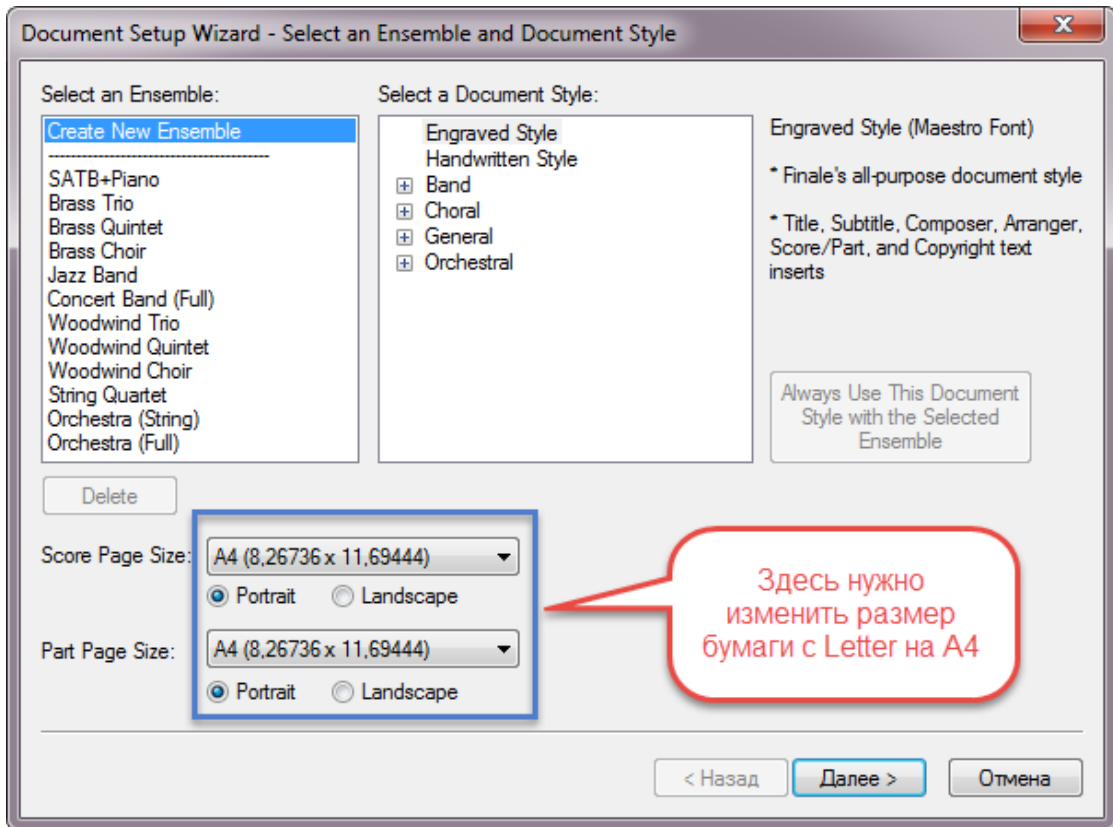 Document Setup Wizard - Select an Ensemble and Document Style
X
Select an Ensemble:
Create New Ensemble
----------------------------------------
SATB+Piano
Brass Trio
Brass Quintet
Brass Choir
Jazz Band
Concert Band (Full)
Woodwind Trio
Woodwind Quintet
Woodwind Choir
String Quartet
Orchestra (String)
Orchestra (Full)
Select a Document Style:
Engraved Style
Handwritten Style
Band
Choral
General
Orchestral
Engraved Style (Maestro Font)
* Finale's all-purpose document style
* Title, Subtitle, Composer, Arranger,
Score/Part, and Copyright text
inserts
Always Use This Document
Style with the Selected
Ensemble
Delete
Score Page Size:
A4 (8,26736 x 11,69444)
Portrait
Landscape
Part Page Size:
A4 (8,26736 x 11,69444)
Portrait
Landscape
Здесь нужно
изменить размер
бумаги с Letter на A4
< Назад
Далее >
Отмена